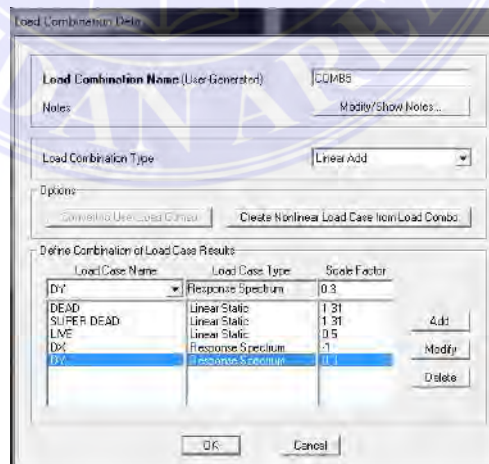 Load Combination Data
Load Combination Name (User-Generated) COMB5
Notes Modify/Show Notes...
Load Combination Type Linear Add
Options
Convert to User Load Combo Create Nonlinear Load Case from Load Combo
Define Combination of Load Case Results
Load Case Name Load Case Type Scale Factor
DY Response Spectrum 0.3
DEAD Linear Static 1.31
SUPER DEAD Linear Static 1.31
LIVE Linear Static 0.5
DX Response Spectrum -1
DY Response Spectrum
Add
Modify
Delete
OK Cancel